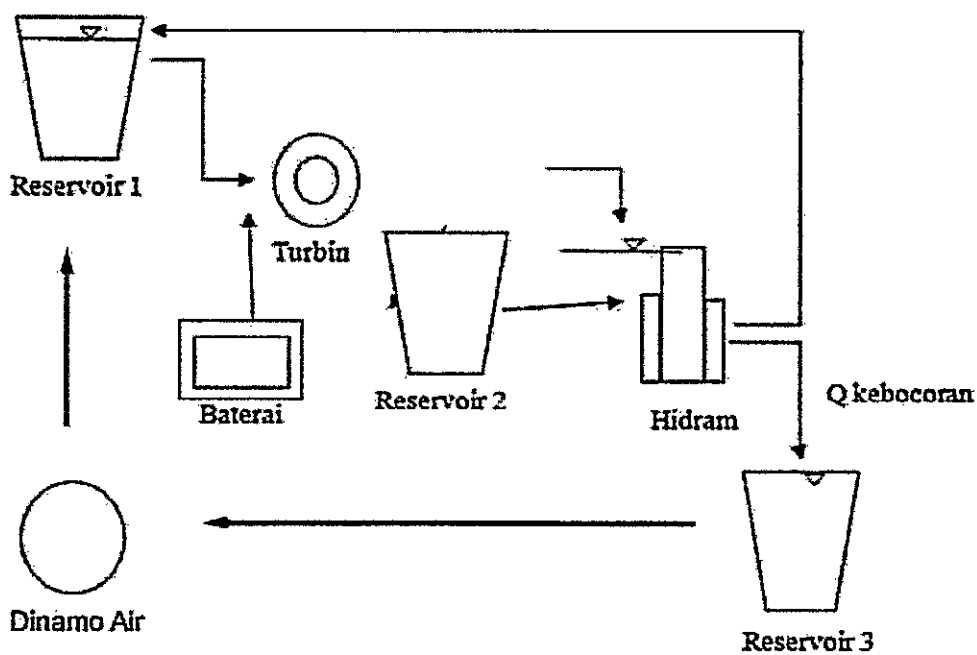 Reservoir 1
Turbin
Baterai
Reservoir 2
Hidram
Q kebocoran
Dinamo Air
Reservoir 3